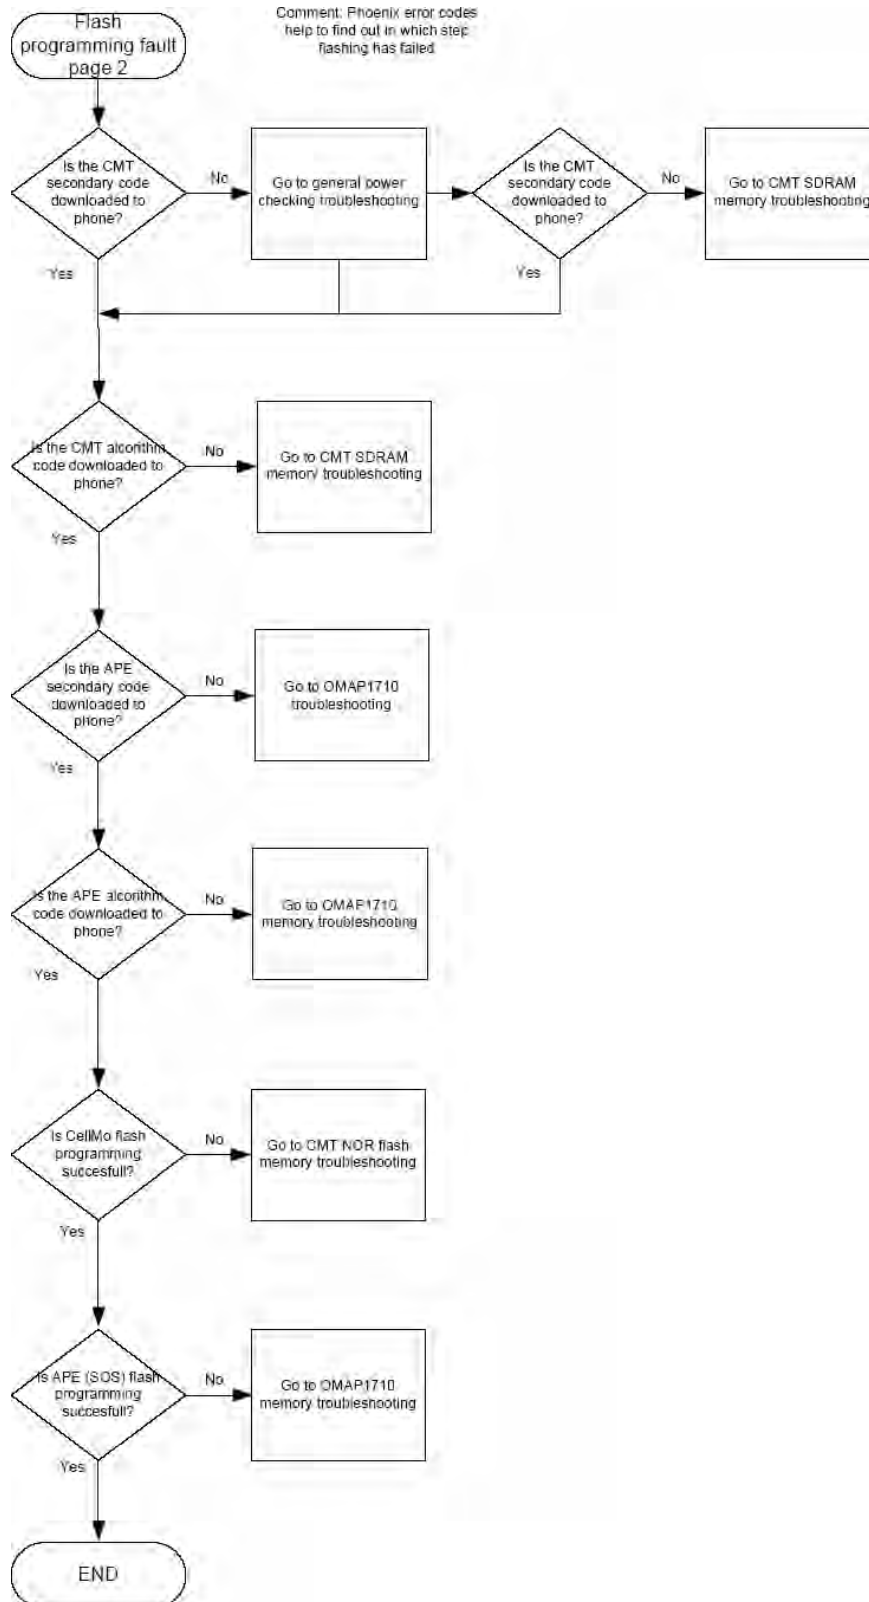 Flash
programming fault
page 2
Comment: Phoenix error codes
help to find out in which step
flashing has failed
Is the CMT
secondary code
downloaded to
phone?
No
Go to general power
checking troubleshooting
Is the CMT
secondary code
downloaded to
phone?
No
Go to CMT SDRAM
memory troubleshooting
Yes
Yes
Is the CMT algorithm
code downloaded to
phone?
No
Go to CMT SDRAM
memory troubleshooting
Yes
Is the APE
secondary code
downloaded to
phone?
No
Go to OMAP1710
troubleshooting
Yes
Is the APE algorithm
code downloaded to
phone?
No
Go to OMAP1710
memory troubleshooting
Yes
Is CellMo flash
programming
succesfull?
No
Go to CMT NOR flash
memory troubleshooting
Yes
Is APE (SOS) flash
programming
succesfull?
No
Go to OMAP1710
memory troubleshooting
Yes
END